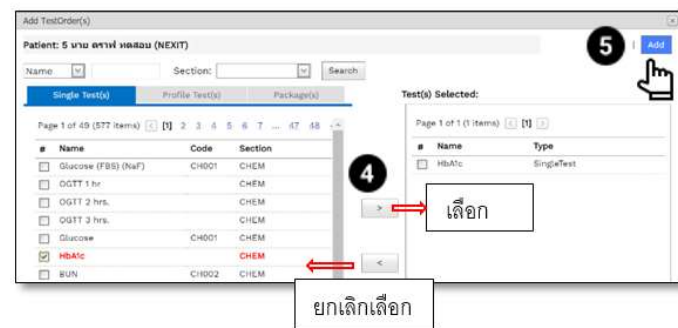 Add TestOrder(s)
Patient: 5 นาย ดราฟ ทดสอบ (NEXIT)
5 | Add
Name Section: Search
Single Test(s) Profile Test(s) Package(s)
Test(s) Selected:
Page 1 of 49 (577 items) [1] 2 3 4 5 6 7 ... 47 48
Page 1 of 1 (1 items) [1]
# Name Code Section
# Name Type
Glucose (FBS) (NaF) CH001 CHEM
HbA1c SingleTest
OGTT 1 hr CHEM
4
OGTT 2 hrs. CHEM
OGTT 3 hrs. CHEM
> เลือก
Glucose CH001 CHEM
HbA1c CHEM
<
BUN CH002 CHEM
ยกเลิกเลือก